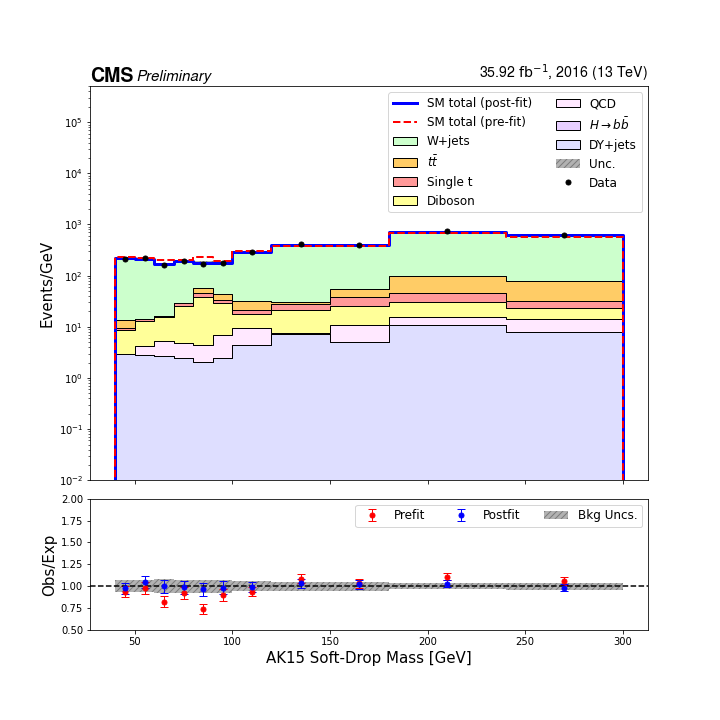 CMS Preliminary
35.92 fb⁻¹, 2016 (13 TeV)
SM total (post-fit)
SM total (pre-fit)
W+jets
tt̄
Single t
Diboson
QCD
H→bb̄
DY+jets
Unc.
Data
Events/GeV
10⁵
10⁴
10³
10²
10¹
10⁰
10⁻¹
10⁻²
Prefit
Postfit
Bkg Uncs.
Obs/Exp
2.00
1.75
1.50
1.25
1.00
0.75
0.50
50 100 150 200 250 300
AK15 Soft-Drop Mass [GeV]